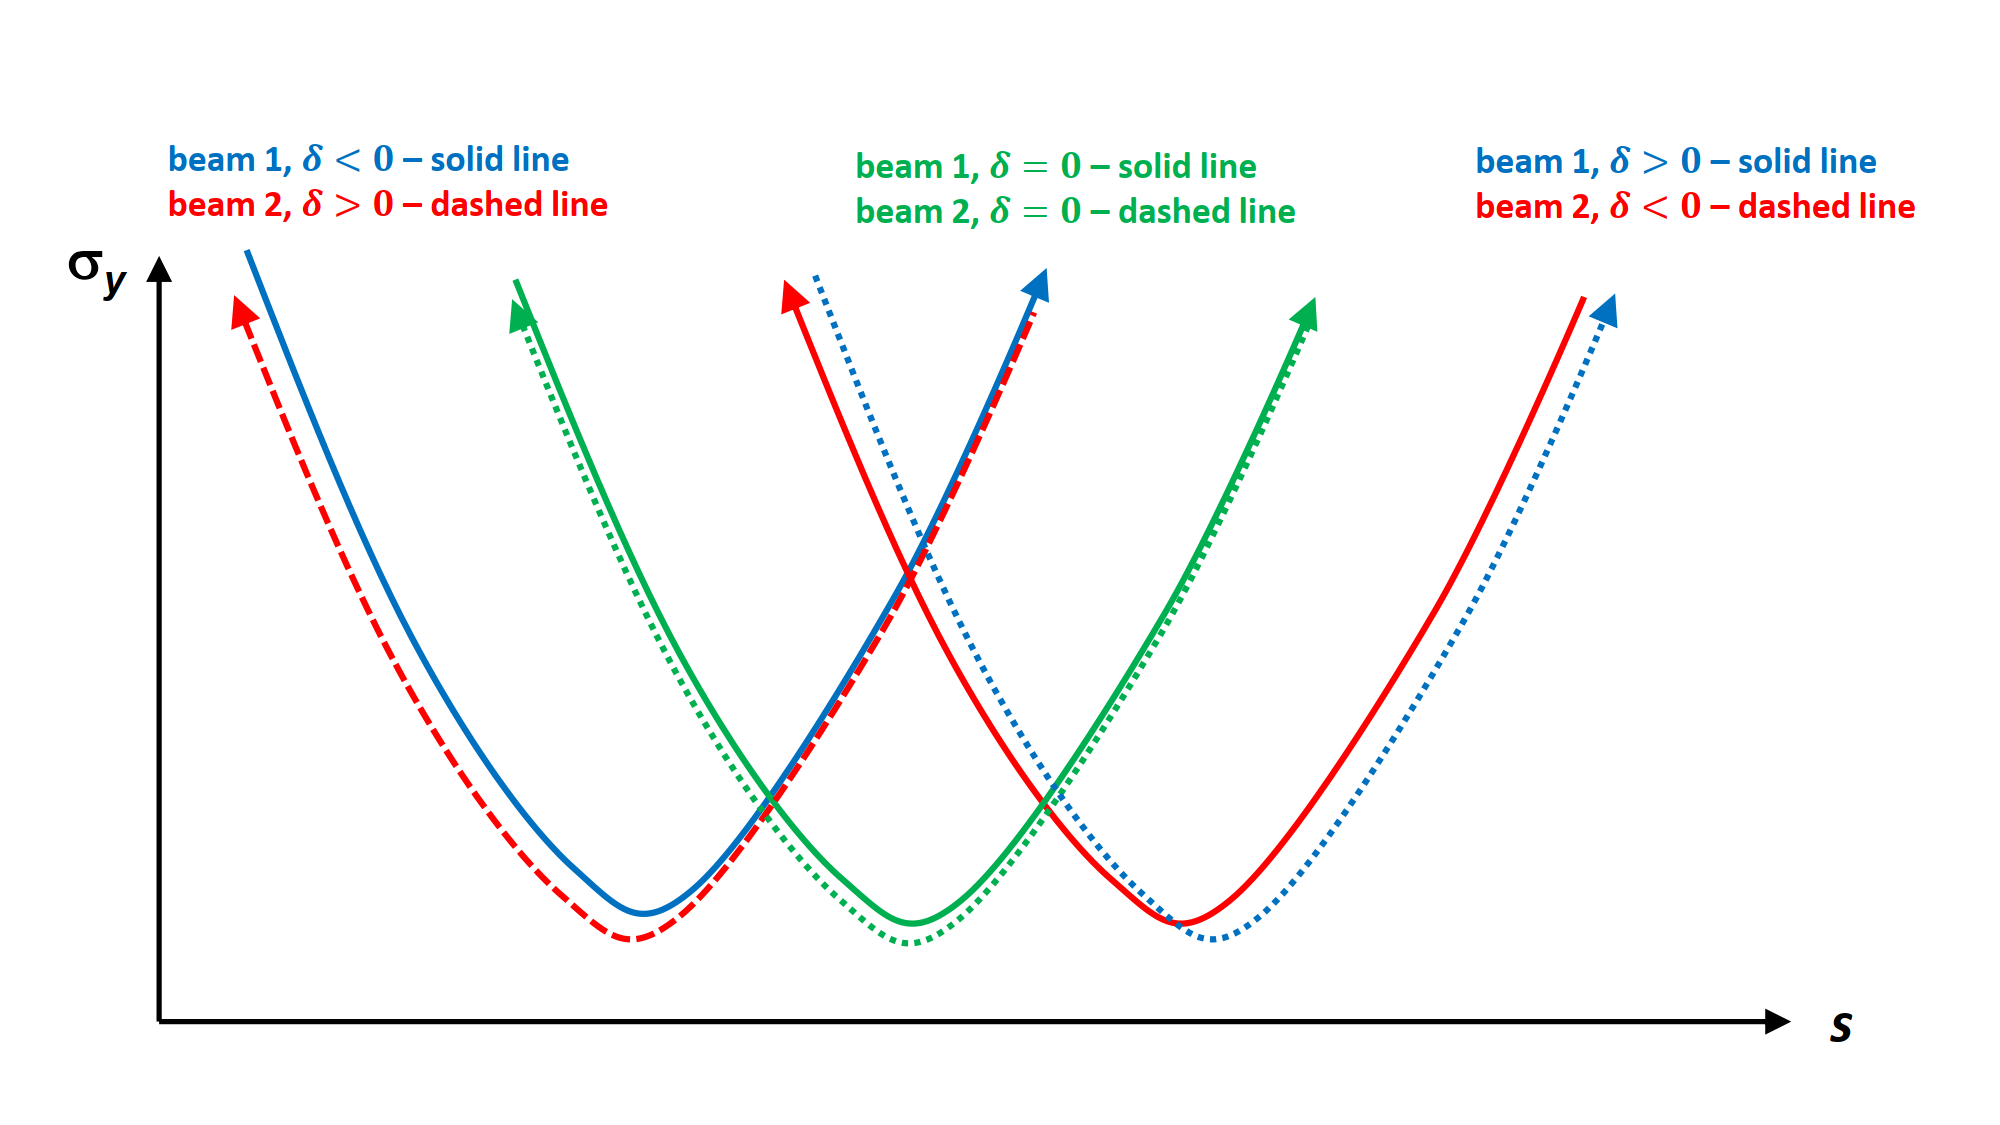 beam 1, δ < 0 – solid line
beam 2, δ > 0 – dashed line
beam 1, δ = 0 – solid line
beam 2, δ = 0 – dashed line
beam 1, δ > 0 – solid line
beam 2, δ < 0 – dashed line
σy
s